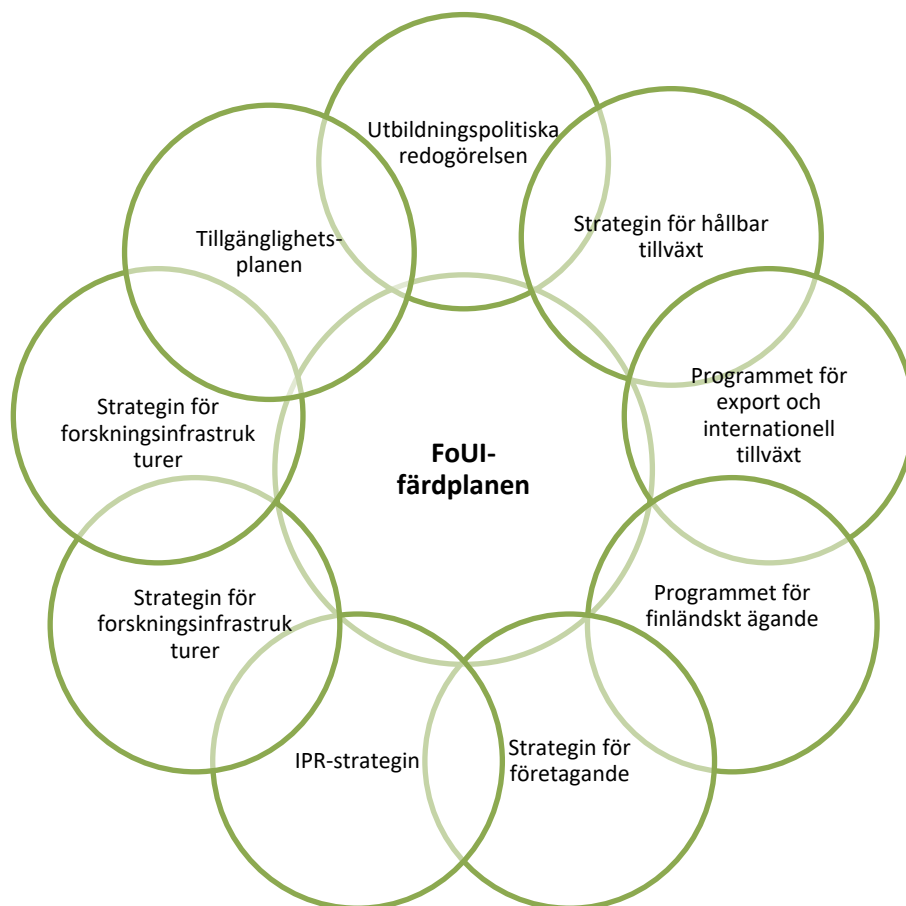 Utbildningspolitiska
redogörelsen
Strategin för hållbar
tillväxt
Programmet för
export och
internationell
tillväxt
Programmet för
finländskt ägande
Strategin för
företagande
IPR-strategin
Strategin för
forskningsinfrastruk
turer
Strategin för
forskningsinfrastruk
turer
Tillgänglighets-
planen
FoUI-
färdplanen